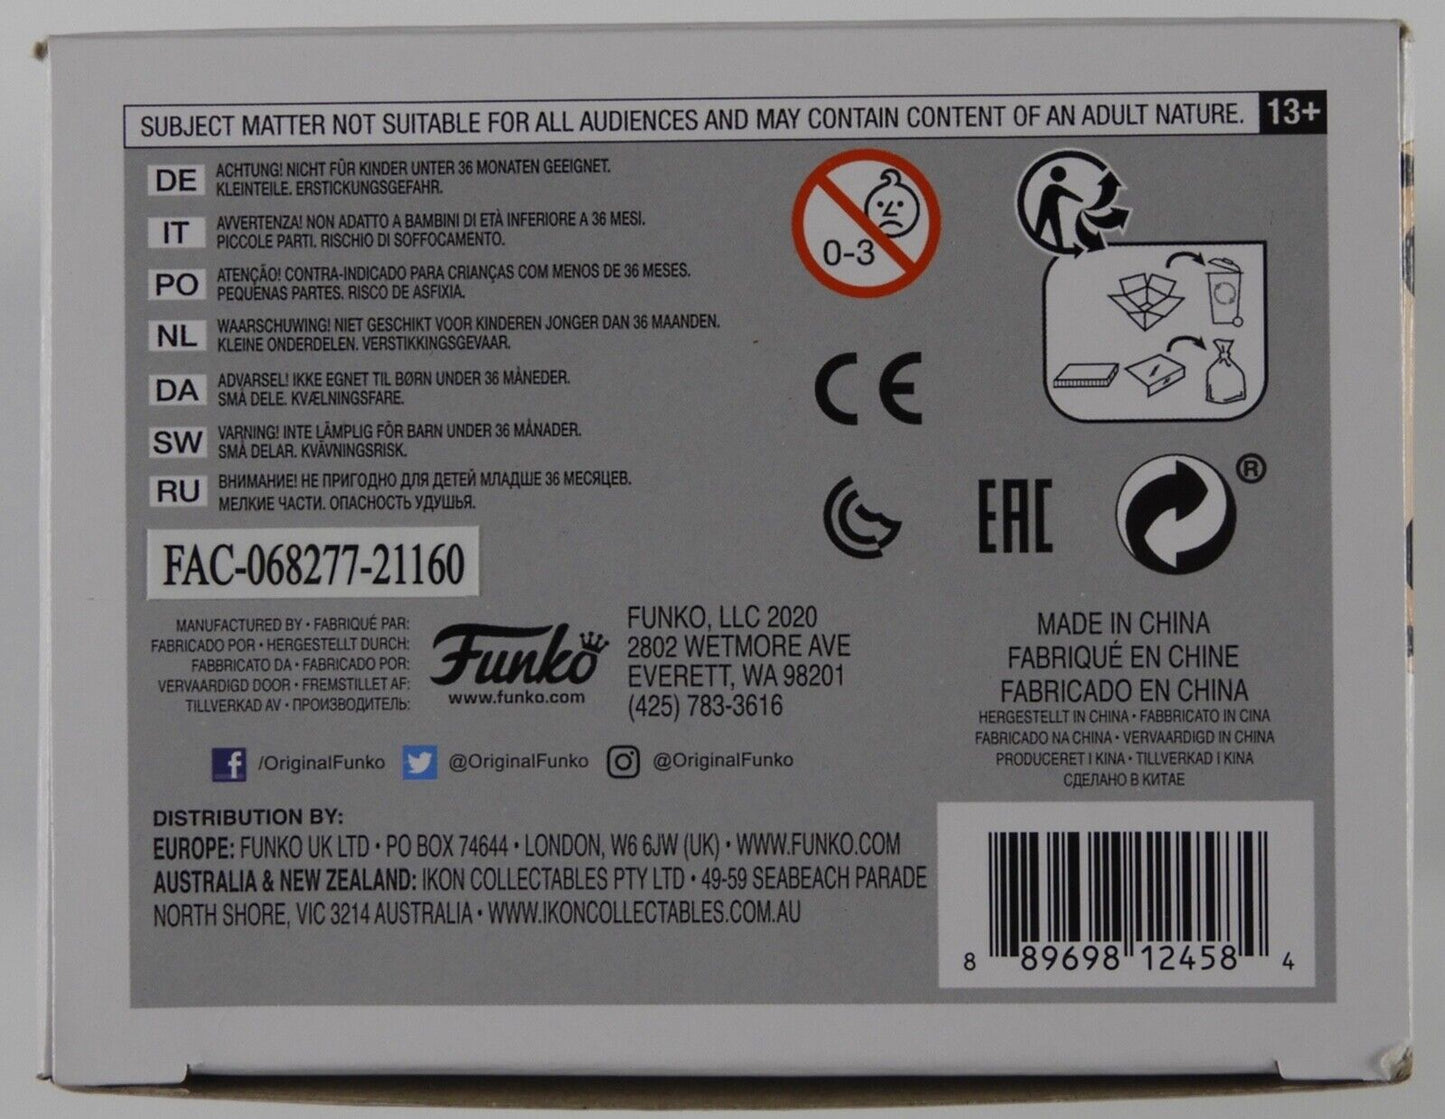 SUBJECT MATTER NOT SUITABLE FOR ALL AUDIENCES AND MAY CONTAIN CONTENT OF AN ADULT NATURE. 13+
DE ACHTUNG! NICHT FÜR KINDER UNTER 36 MONATEN GEEIGNET.
KLEINTEILE. ERSTICKUNGSGEFAHR.
IT AVVERTENZA! NON ADATTO A BAMBINI DI ETÀ INFERIORE A 36 MESI.
PICCOLE PARTI. RISCHIO DI SOFFOCAMENTO.
PO ATENÇÃO! CONTRA-INDICADO PARA CRIANÇAS COM MENOS DE 36 MESES.
PEQUENAS PARTES. RISCO DE ASFIXIA.
NL WAARSCHUWING! NIET GESCHIKT VOOR KINDEREN JONGER DAN 36 MAANDEN.
KLEINE ONDERDELEN. VERSTIKKINGSGEVAAR.
DA ADVARSEL! IKKE EGNET TIL BØRN UNDER 36 MÅNEDER.
SMÅ DELE. KVÆLNINGSFARE.
SW VARNING! INTE LÄMPLIG FÖR BARN UNDER 36 MÅNADER.
SMÅ DELAR. KVÄVNINGSRISK.
RU ВНИМАНИЕ! НЕ ПРИГОДНО ДЛЯ ДЕТЕЙ МЛАДШЕ 36 МЕСЯЦЕВ.
МЕЛКИЕ ЧАСТИ. ОПАСНОСТЬ УДУШЬЯ.
0-3
CE
EAC
®
FAC-068277-21160
MANUFACTURED BY • FABRIQUÉ PAR:
FABRICADO POR • HERGESTELLT DURCH:
FABBRICATO DA • FABRICADO POR:
VERVAARDIGD DOOR • FREMSTILLET AF:
TILLVERKAD AV • ПРОИЗВОДИТЕЛЬ:
Funko
www.funko.com
FUNKO, LLC 2020
2802 WETMORE AVE
EVERETT, WA 98201
(425) 783-3616
MADE IN CHINA
FABRIQUÉ EN CHINE
FABRICADO EN CHINA
HERGESTELLT IN CHINA • FABBRICATO IN CINA
FABRICADO NA CHINA • VERVAARDIGD IN CHINA
PRODUCERET I KINA • TILLVERKAD I KINA
СДЕЛАНО В КИТАЕ
f /OriginalFunko @OriginalFunko @OriginalFunko
DISTRIBUTION BY:
EUROPE: FUNKO UK LTD • PO BOX 74644 • LONDON, W6 6JW (UK) • WWW.FUNKO.COM
AUSTRALIA & NEW ZEALAND: IKON COLLECTABLES PTY LTD • 49-59 SEABEACH PARADE
NORTH SHORE, VIC 3214 AUSTRALIA • WWW.IKONCOLLECTABLES.COM.AU
8 89698 12458 4